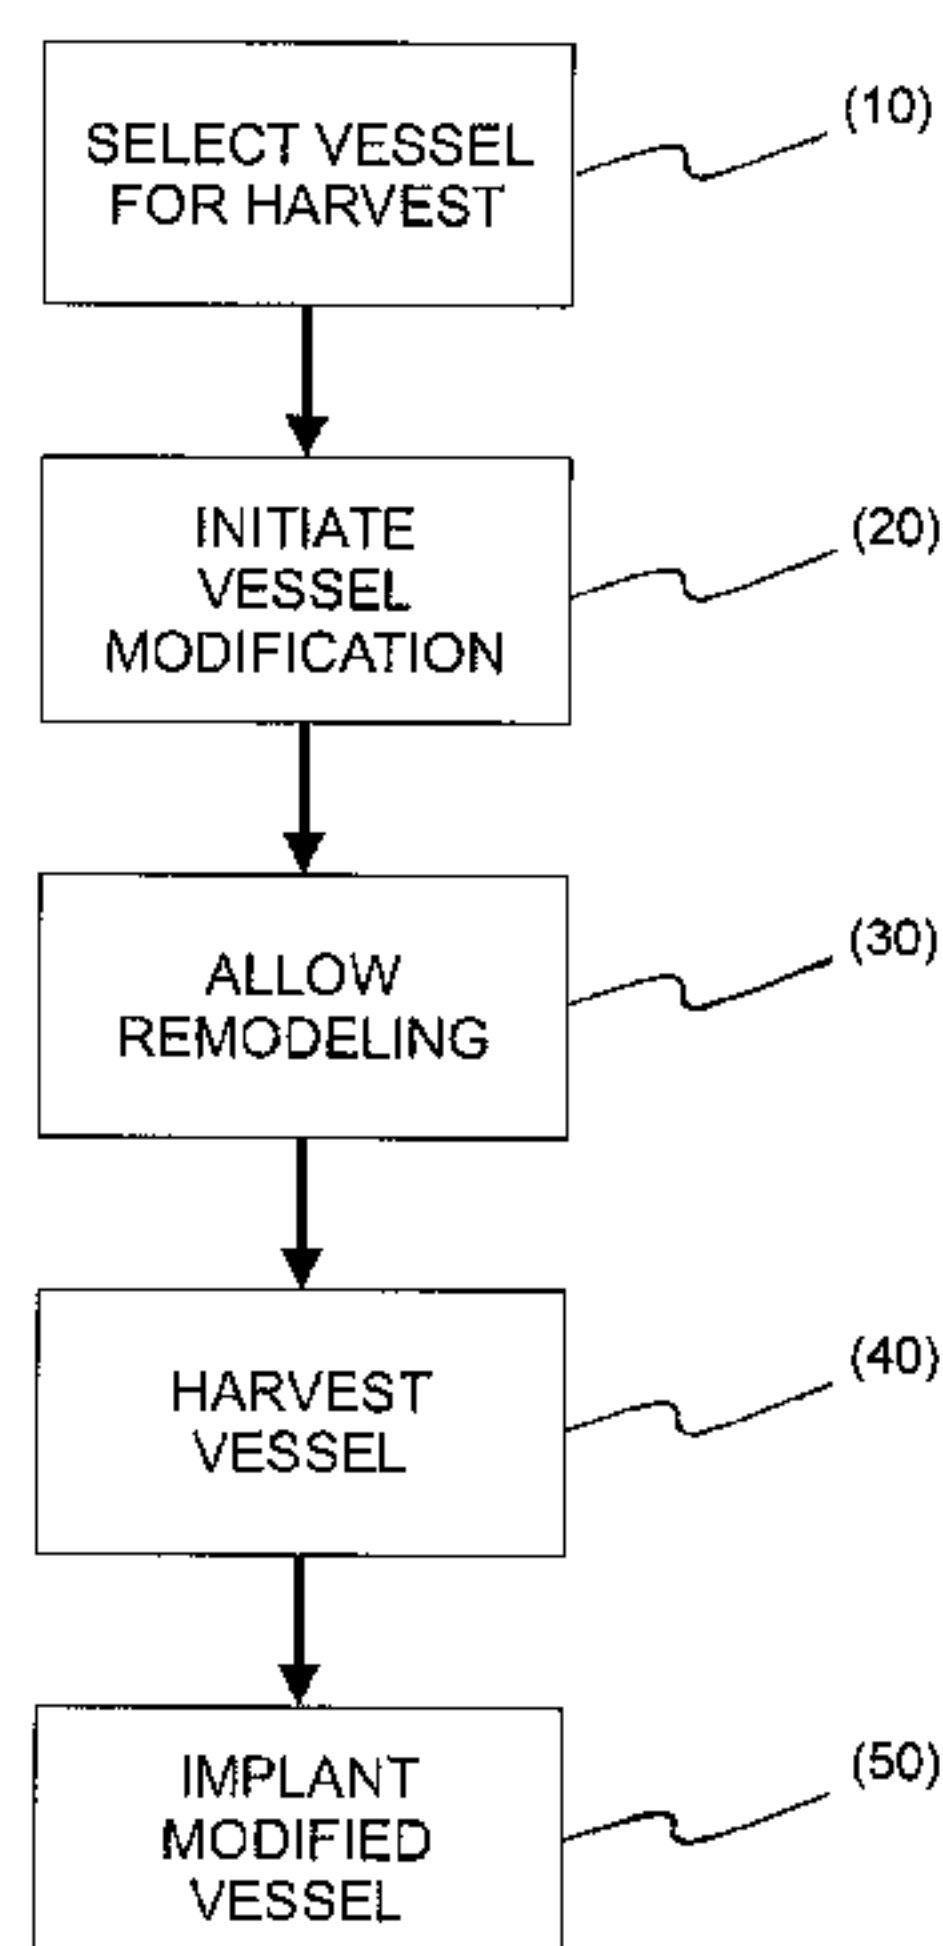 SELECT VESSEL
FOR HARVEST
(10)
INITIATE
VESSEL
MODIFICATION
(20)
ALLOW
REMODELING
(30)
HARVEST
VESSEL
(40)
IMPLANT
MODIFIED
VESSEL
(50)